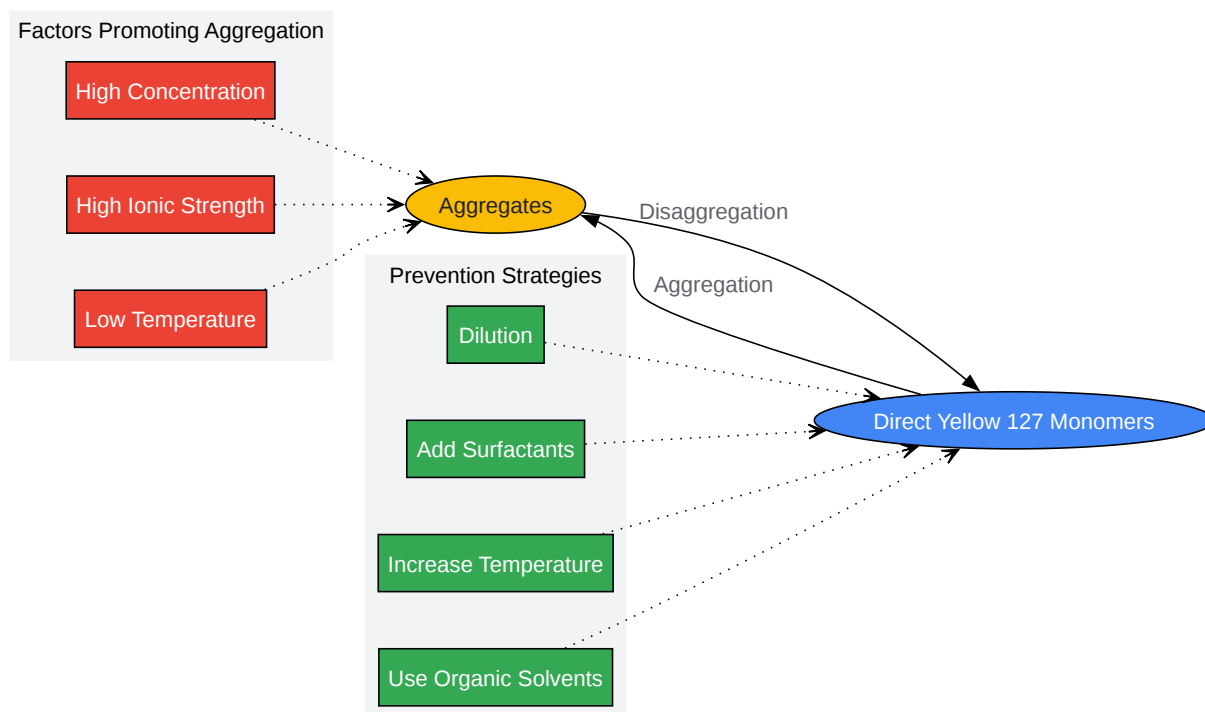 Factors Promoting Aggregation
High Concentration
High Ionic Strength
Low Temperature
Aggregates
Disaggregation
Aggregation
Prevention Strategies
Dilution
Add Surfactants
Increase Temperature
Use Organic Solvents
Direct Yellow 127 Monomers